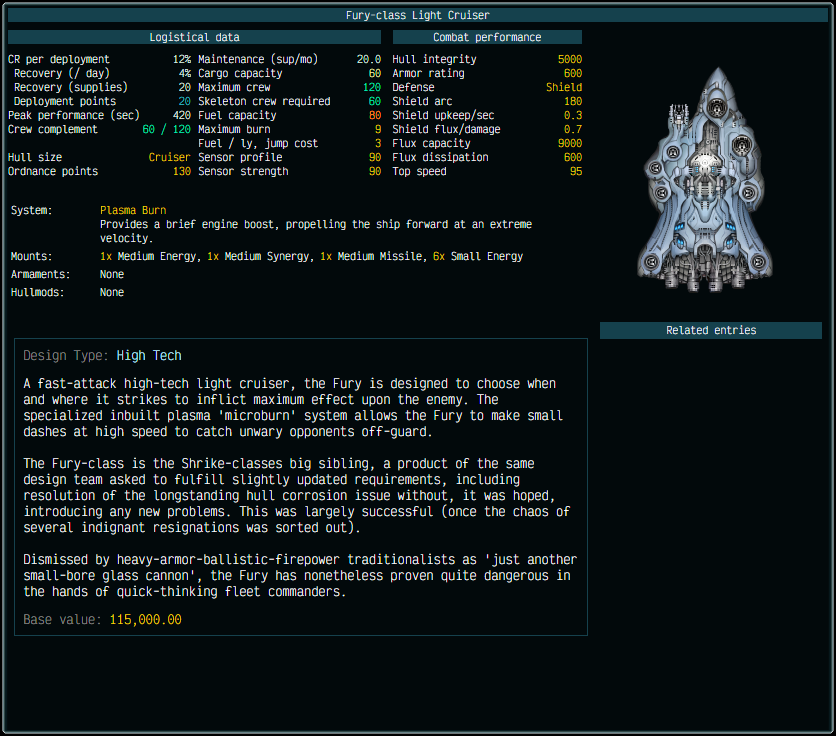 Fury-class Light Cruiser
Logistical data
Combat performance
CR per deployment 12% Maintenance (sup/mo) 20.0 Hull integrity 5000
Recovery (/ day) 4% Cargo capacity 60 Armor rating 600
Recovery (supplies) 20 Maximum crew 120 Defense Shield
Deployment points 20 Skeleton crew required 60 Shield arc 180
Peak performance (sec) 420 Fuel capacity 80 Shield upkeep/sec 0.3
Crew complement 60 / 120 Maximum burn 9 Shield flux/damage 0.7
Fuel / ly, jump cost 3 Flux capacity 9000
Hull size Cruiser Sensor profile 90 Flux dissipation 600
Ordnance points 130 Sensor strength 90 Top speed 95
System: Plasma Burn
Provides a brief engine boost, propelling the ship forward at an extreme
velocity.
Mounts: 1x Medium Energy, 1x Medium Synergy, 1x Medium Missile, 6x Small Energy
Armaments: None
Hullmods: None
Related entries
Design Type: High Tech
A fast-attack high-tech light cruiser, the Fury is designed to choose when
and where it strikes to inflict maximum effect upon the enemy. The
specialized inbuilt plasma 'microburn' system allows the Fury to make small
dashes at high speed to catch unwary opponents off-guard.
The Fury-class is the Shrike-classes big sibling, a product of the same
design team asked to fulfill slightly updated requirements, including
resolution of the longstanding hull corrosion issue without, it was hoped,
introducing any new problems. This was largely successful (once the chaos of
several indignant resignations was sorted out).
Dismissed by heavy-armor-ballistic-firepower traditionalists as 'just another
small-bore glass cannon', the Fury has nonetheless proven quite dangerous in
the hands of quick-thinking fleet commanders.
Base value: 115,000.00